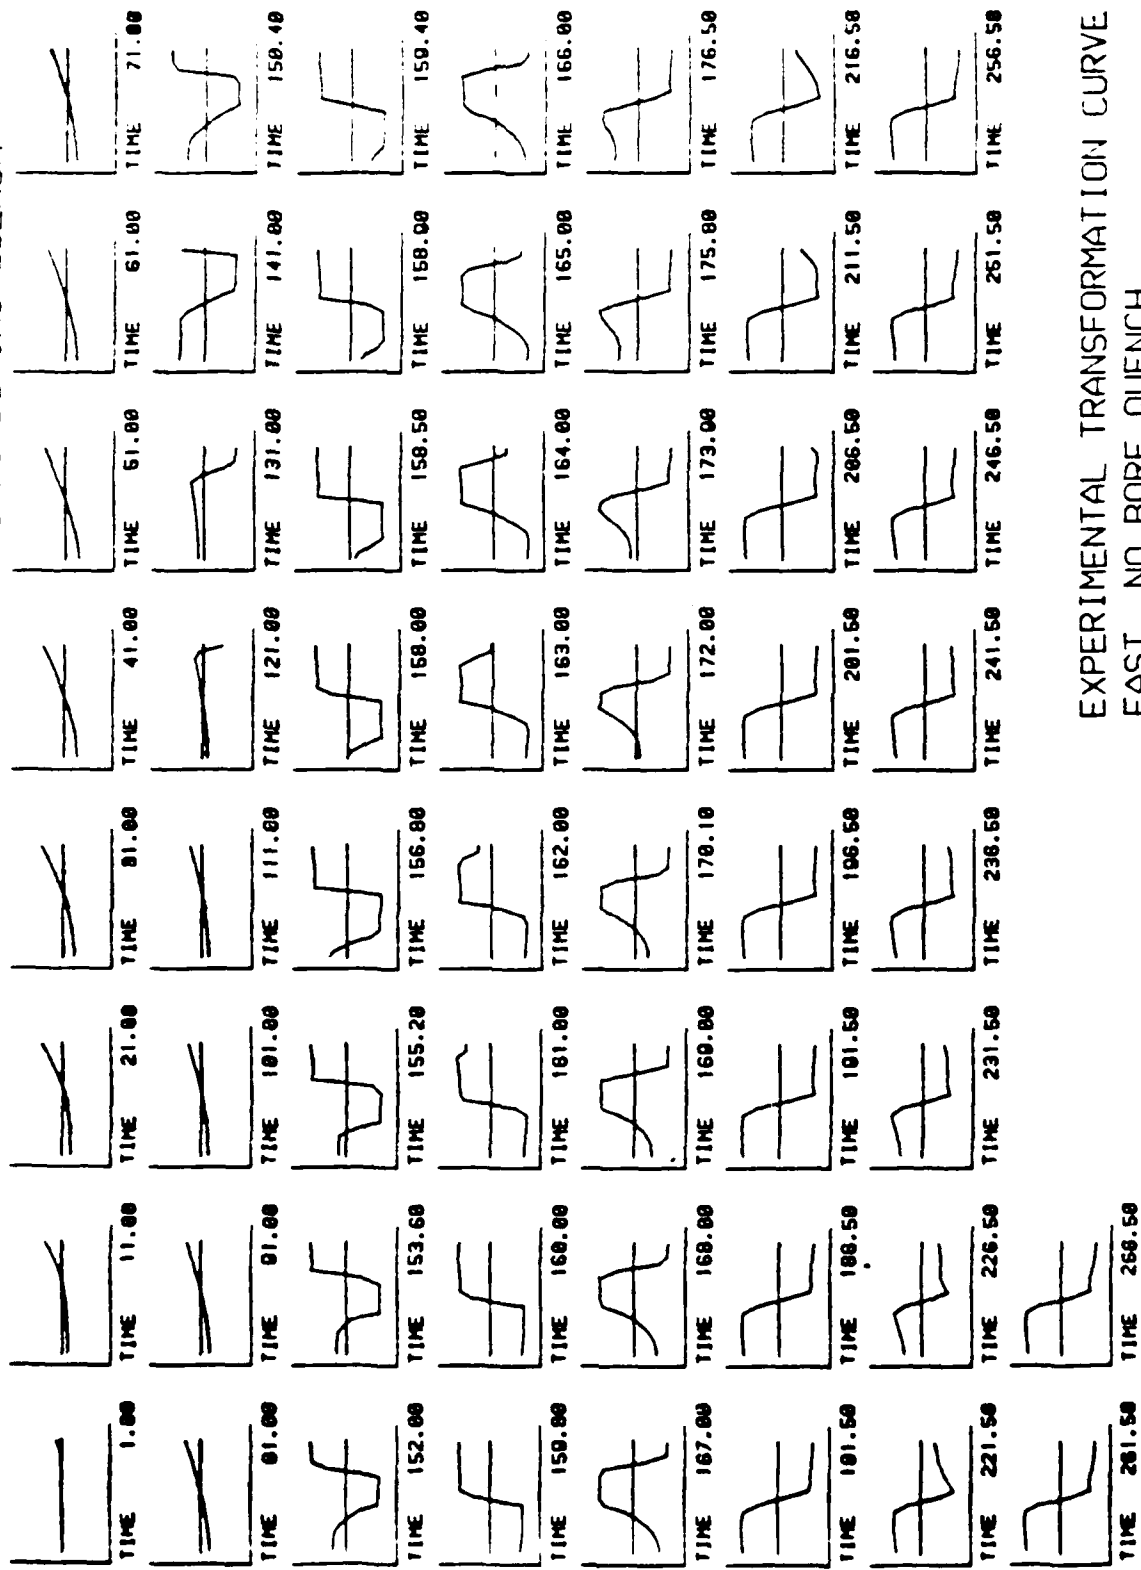 TIME 1.00
TIME 11.00
TIME 21.00
TIME 81.00
TIME 41.00
TIME 51.00
TIME 61.00
TIME 71.00
TIME 81.00
TIME 91.00
TIME 101.00
TIME 111.00
TIME 121.00
TIME 131.00
TIME 141.00
TIME 150.40
TIME 152.00
TIME 153.60
TIME 155.20
TIME 156.80
TIME 158.00
TIME 158.50
TIME 158.90
TIME 159.40
TIME 159.80
TIME 160.00
TIME 161.00
TIME 162.00
TIME 163.00
TIME 164.00
TIME 165.00
TIME 166.00
TIME 167.00
TIME 168.00
TIME 169.00
TIME 170.10
TIME 172.00
TIME 173.90
TIME 175.80
TIME 176.50
TIME 181.50
TIME 186.50
TIME 191.50
TIME 196.50
TIME 201.50
TIME 206.50
TIME 211.50
TIME 216.50
TIME 221.50
TIME 226.50
TIME 231.50
TIME 236.50
TIME 241.50
TIME 246.50
TIME 251.50
TIME 256.50
TIME 261.50
TIME 266.50
EXPERIMENTAL TRANSFORMATION CURVE
FAST NO BORE QUENCH